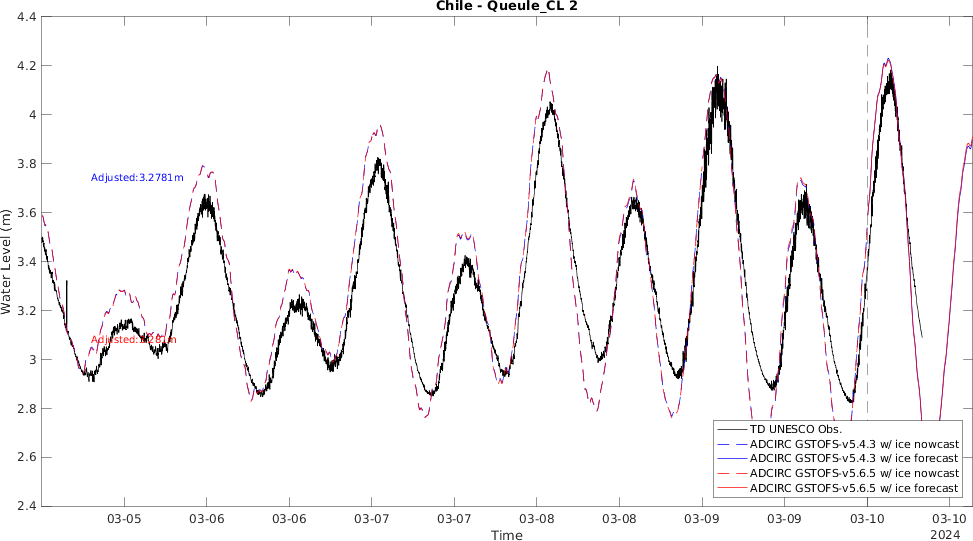 Chile - Queule_CL 2
4.4
4.2
4
3.8
3.6
3.4
3.2
3
2.8
2.6
2.4
Water Level (m)
Adjusted:3.2781m
TD UNESCO Obs.
ADCIRC GSTOFS-v5.4.3 w/ ice nowcast
ADCIRC GSTOFS-v5.4.3 w/ ice forecast
ADCIRC GSTOFS-v5.6.5 w/ ice nowcast
ADCIRC GSTOFS-v5.6.5 w/ ice forecast
03-05 03-06 03-06 03-07 03-07 03-08 03-08 03-09 03-09 03-10 03-10
2024
Time